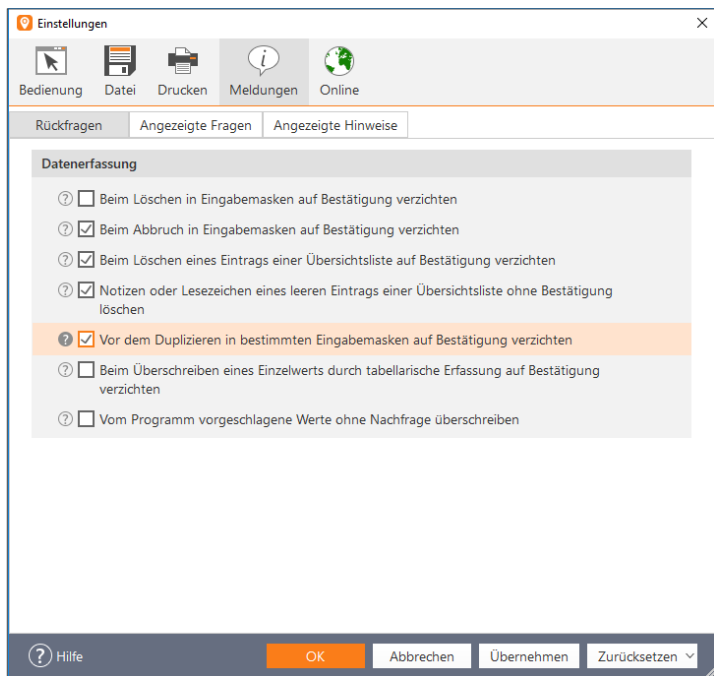 Einstellungen
Bedienung Datei Drucken Meldungen Online
Rückfragen Angezeigte Fragen Angezeigte Hinweise
Datenerfassung
? Beim Löschen in Eingabemasken auf Bestätigung verzichten
? Beim Abbruch in Eingabemasken auf Bestätigung verzichten
? Beim Löschen eines Eintrags einer Übersichtsliste auf Bestätigung verzichten
? Notizen oder Lesezeichen eines leeren Eintrags einer Übersichtsliste ohne Bestätigung
löschen
? Vor dem Duplizieren in bestimmten Eingabemasken auf Bestätigung verzichten
? Beim Überschreiben eines Einzelwerts durch tabellarische Erfassung auf Bestätigung
verzichten
? Vom Programm vorgeschlagene Werte ohne Nachfrage überschreiben
? Hilfe OK Abbrechen Übernehmen Zurücksetzen